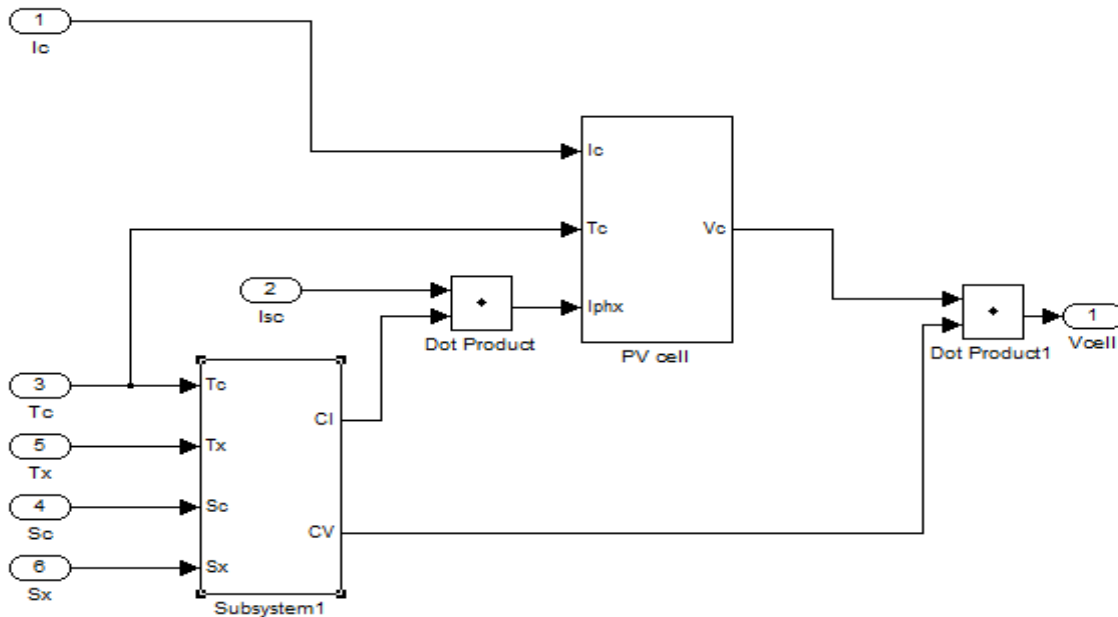 1
Ic
Ic
Tc
Vc
Iphx
PV cell
2
Isc
Dot Product
1
Vcell
Dot Product1
3
Tc
5
Tx
4
Sc
6
Sx
Tc
Tx
Sc
Sx
CI
CV
Subsystem1